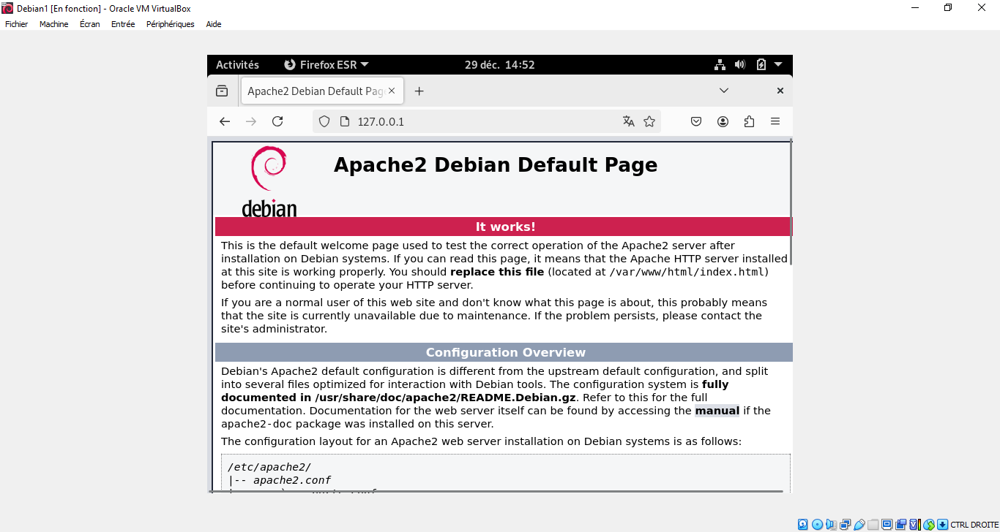 Debian1 [En fonction] - Oracle VM VirtualBox
Fichier Machine Écran Entrée Périphériques Aide
Activités Firefox ESR 29 déc. 14:52
Apache2 Debian Default Pag
127.0.0.1
debian
Apache2 Debian Default Page
It works!
This is the default welcome page used to test the correct operation of the Apache2 server after
installation on Debian systems. If you can read this page, it means that the Apache HTTP server installed
at this site is working properly. You should replace this file (located at /var/www/html/index.html)
before continuing to operate your HTTP server.
If you are a normal user of this web site and don't know what this page is about, this probably means
that the site is currently unavailable due to maintenance. If the problem persists, please contact the
site's administrator.
Configuration Overview
Debian's Apache2 default configuration is different from the upstream default configuration, and split
into several files optimized for interaction with Debian tools. The configuration system is fully
documented in /usr/share/doc/apache2/README.Debian.gz. Refer to this for the full
documentation. Documentation for the web server itself can be found by accessing the manual if the
apache2-doc package was installed on this server.
The configuration layout for an Apache2 web server installation on Debian systems is as follows:
/etc/apache2/
|-- apache2.conf
CTRL DROITE